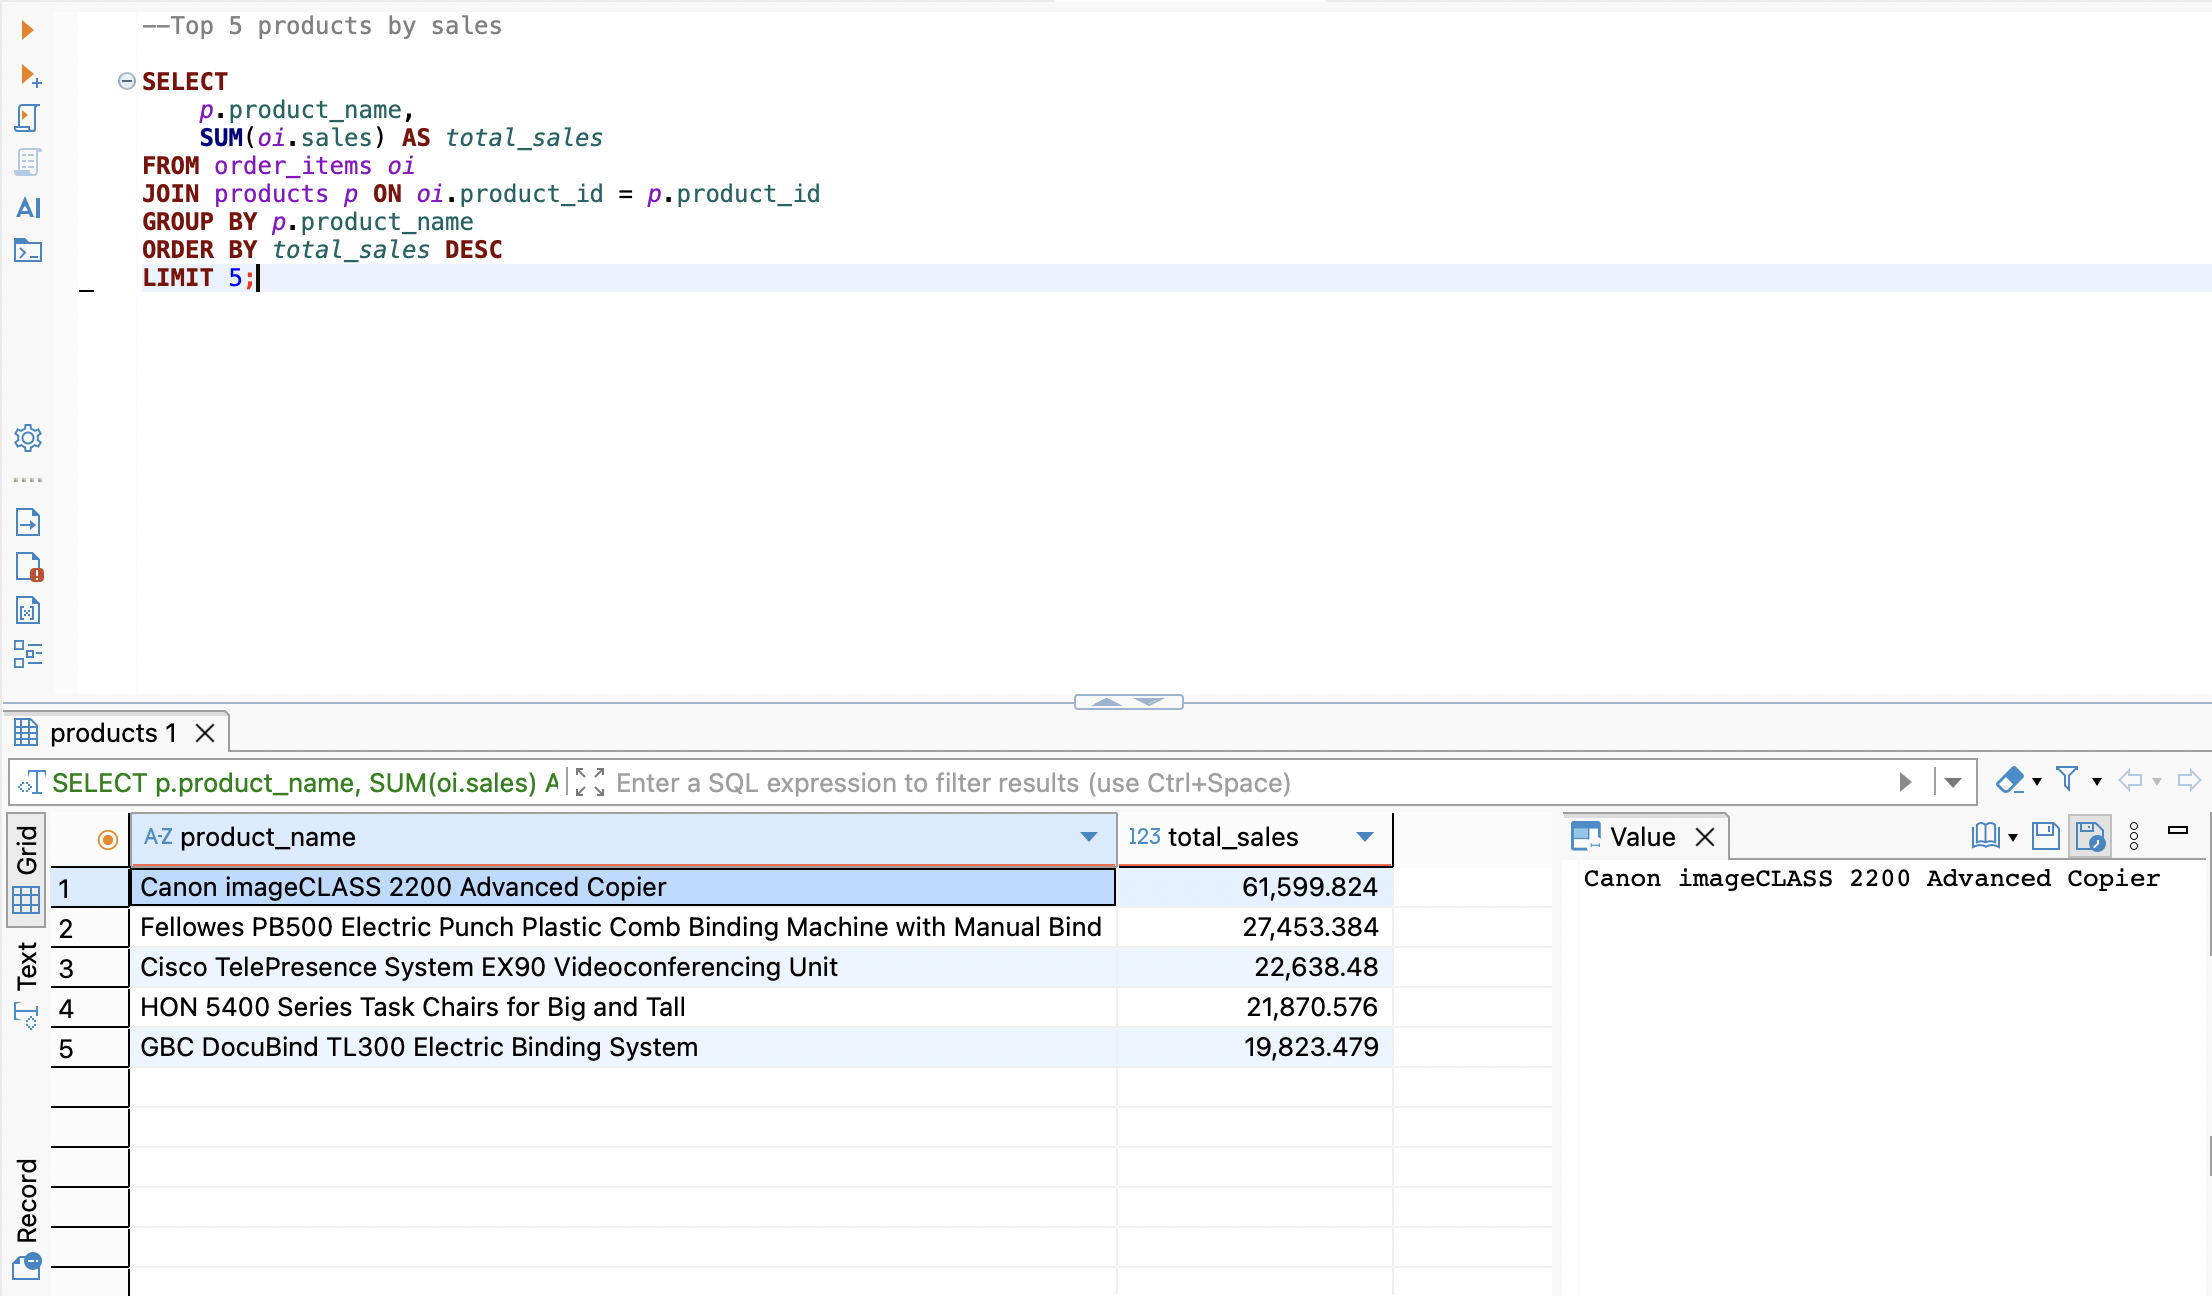 --Top 5 products by sales
SELECT
p.product_name,
SUM(oi.sales) AS total_sales
FROM order_items oi
JOIN products p ON oi.product_id = p.product_id
GROUP BY p.product_name
ORDER BY total_sales DESC
LIMIT 5;
AI
products 1
SELECT p.product_name, SUM(oi.sales) A
Enter a SQL expression to filter results (use Ctrl+Space)
Grid
Text
Record
A-Z product_name 123 total_sales
1 Canon imageCLASS 2200 Advanced Copier 61,599.824
2 Fellowes PB500 Electric Punch Plastic Comb Binding Machine with Manual Bind 27,453.384
3 Cisco TelePresence System EX90 Videoconferencing Unit 22,638.48
4 HON 5400 Series Task Chairs for Big and Tall 21,870.576
5 GBC DocuBind TL300 Electric Binding System 19,823.479
Value
Canon imageCLASS 2200 Advanced Copier